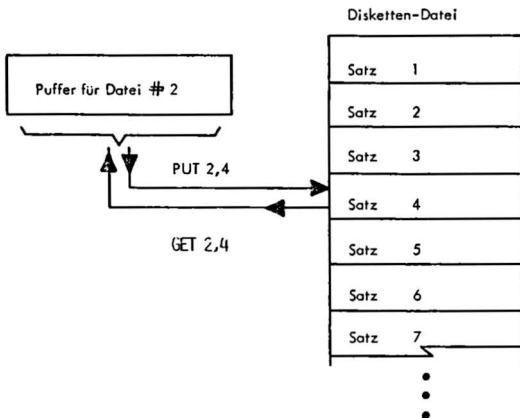 Disketten-Datei
Puffer für Datei # 2
PUT 2,4
GET 2,4
Satz 1
Satz 2
Satz 3
Satz 4
Satz 5
Satz 6
Satz 7